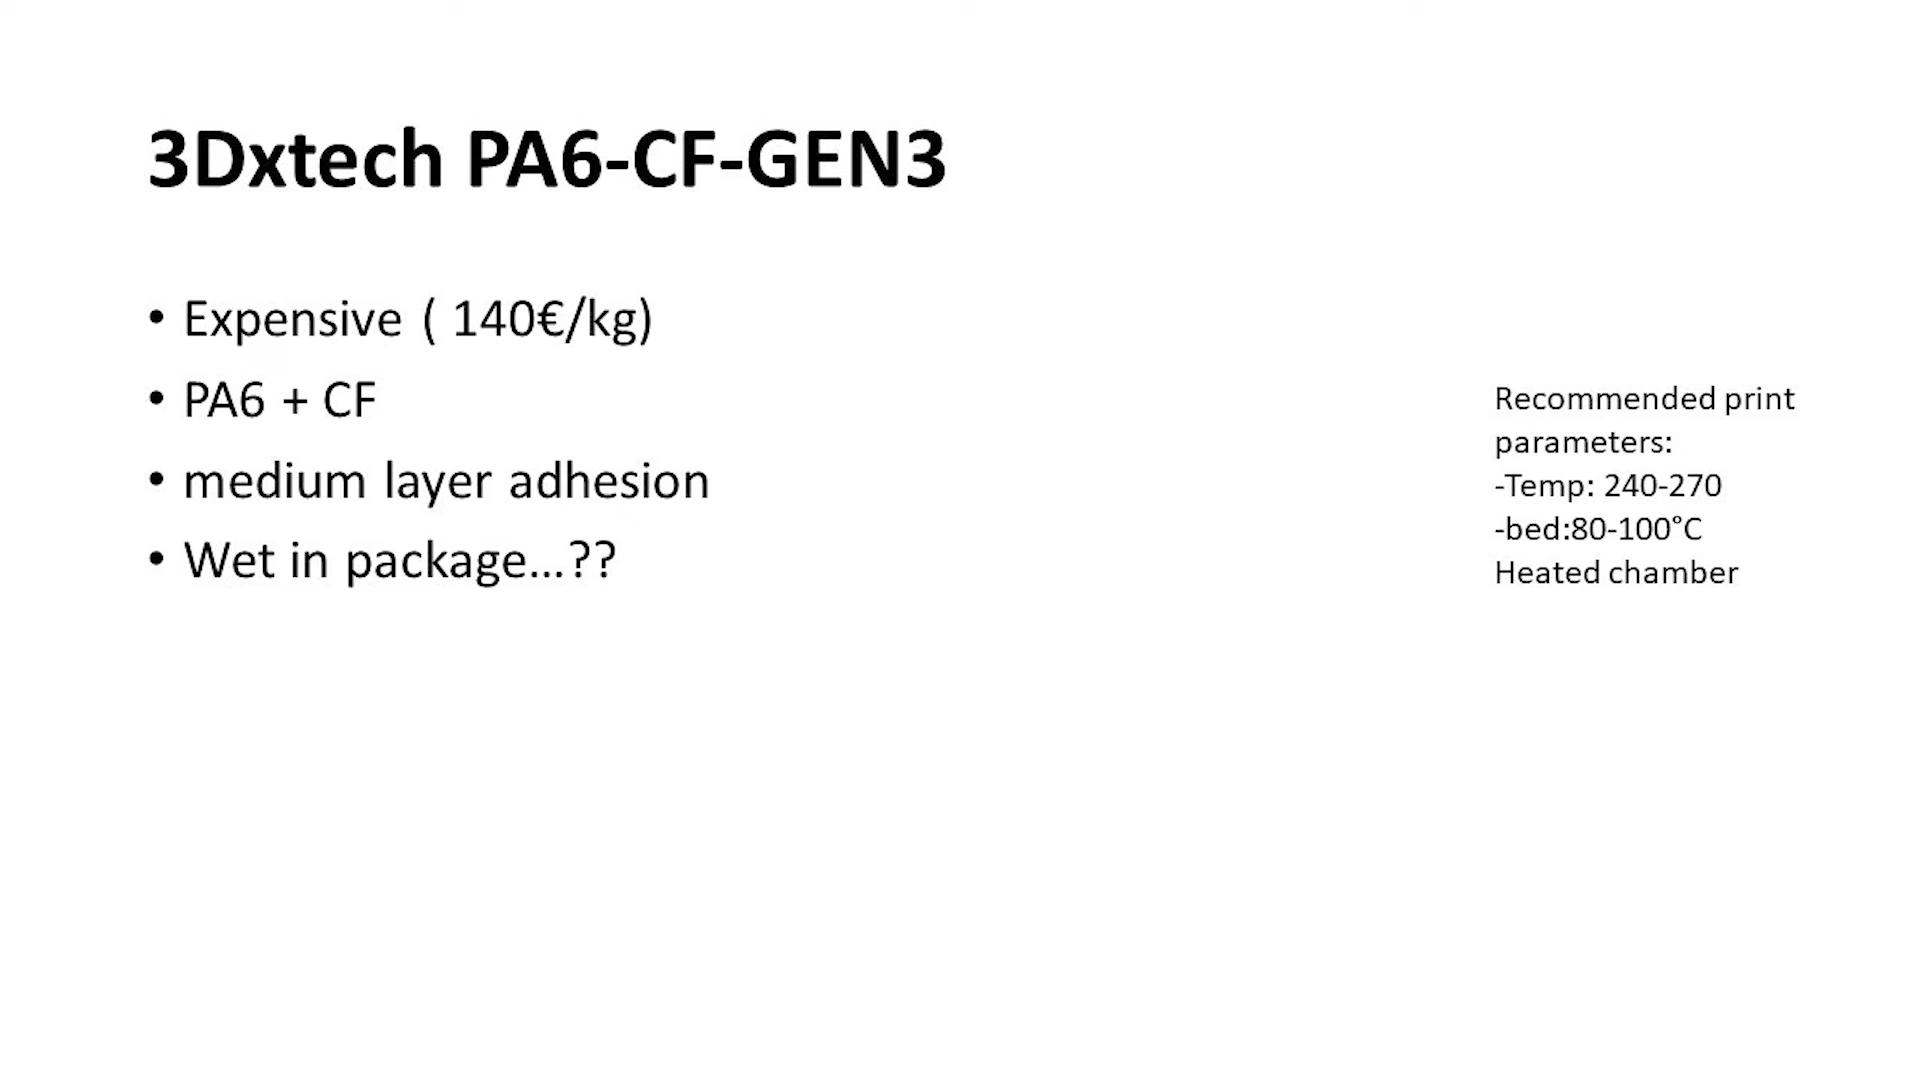 3Dxtech PA6-CF-GEN3
• Expensive ( 140€/kg)
• PA6 + CF
• medium layer adhesion
• Wet in package...??
Recommended print
parameters:
-Temp: 240-270
-bed:80-100°C
Heated chamber